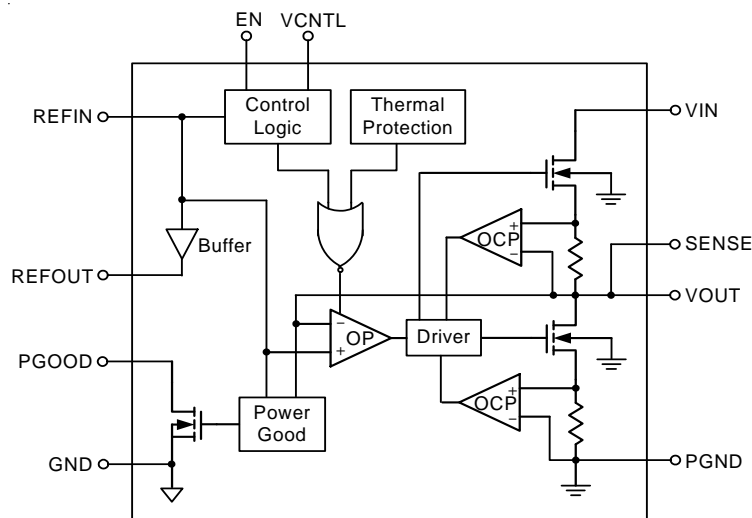 EN VCNTL
REFIN
Control
Logic
Thermal
Protection
VIN
Buffer
+
OCP
−
SENSE
REFOUT
VOUT
−
OP
+
Driver
PGOOD
Power
Good
+
OCP
−
GND
PGND